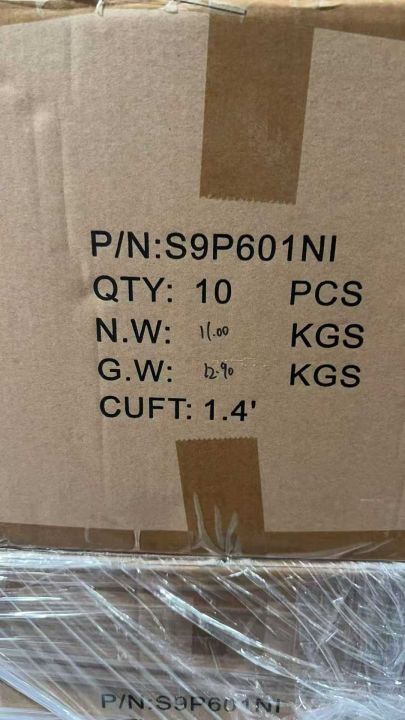 P/N:S9P601NI
QTY: 10 PCS
N.W: 11.00 KGS
G.W: 12.90 KGS
CUFT: 1.4'
P/N:S9P601NI